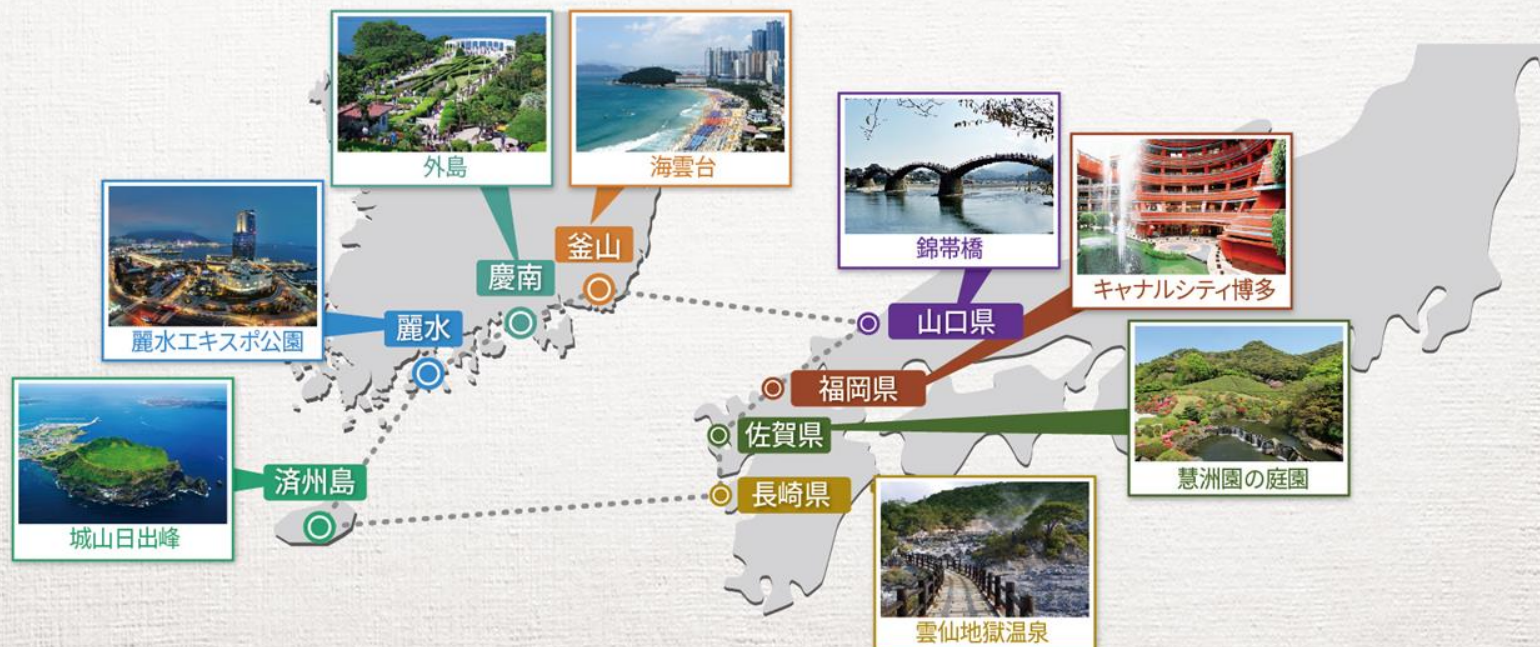 外島
海雲台
錦帯橋
キャナルシティ博多
釜山
慶南
麗水
麗水エキスポ公園
山口県
福岡県
佐賀県
慧洲園の庭園
済州島
長崎県
城山日出峰
雲仙地獄温泉